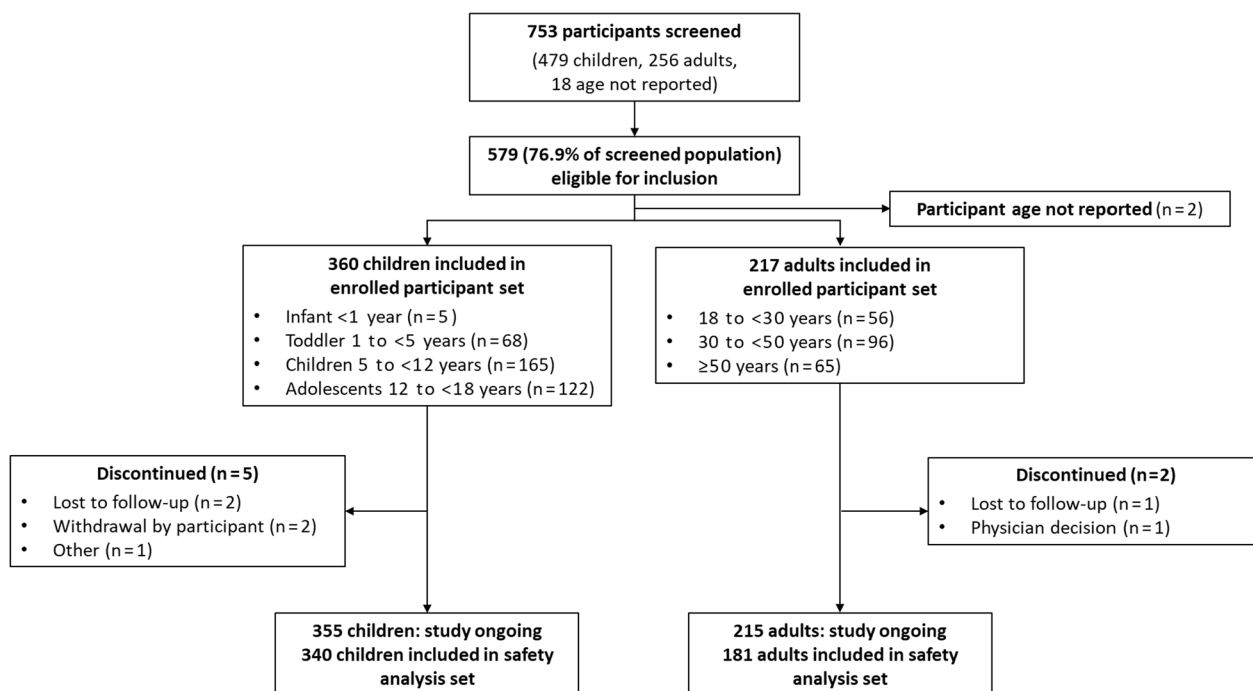 753 participants screened
(479 children, 256 adults,
18 age not reported)
579 (76.9% of screened population)
eligible for inclusion
Participant age not reported (n=2)
360 children included in
enrolled participant set
• Infant <1 year (n=5)
• Toddler 1 to <5 years (n=68)
• Children 5 to <12 years (n=165)
• Adolescents 12 to <18 years (n=122)
217 adults included in
enrolled participant set
• 18 to <30 years (n=56)
• 30 to <50 years (n=96)
• ≥50 years (n=65)
Discontinued (n=5)
• Lost to follow-up (n=2)
• Withdrawal by participant (n=2)
• Other (n=1)
Discontinued (n=2)
• Lost to follow-up (n=1)
• Physician decision (n=1)
355 children: study ongoing
340 children included in safety
analysis set
215 adults: study ongoing
181 adults included in safety
analysis set